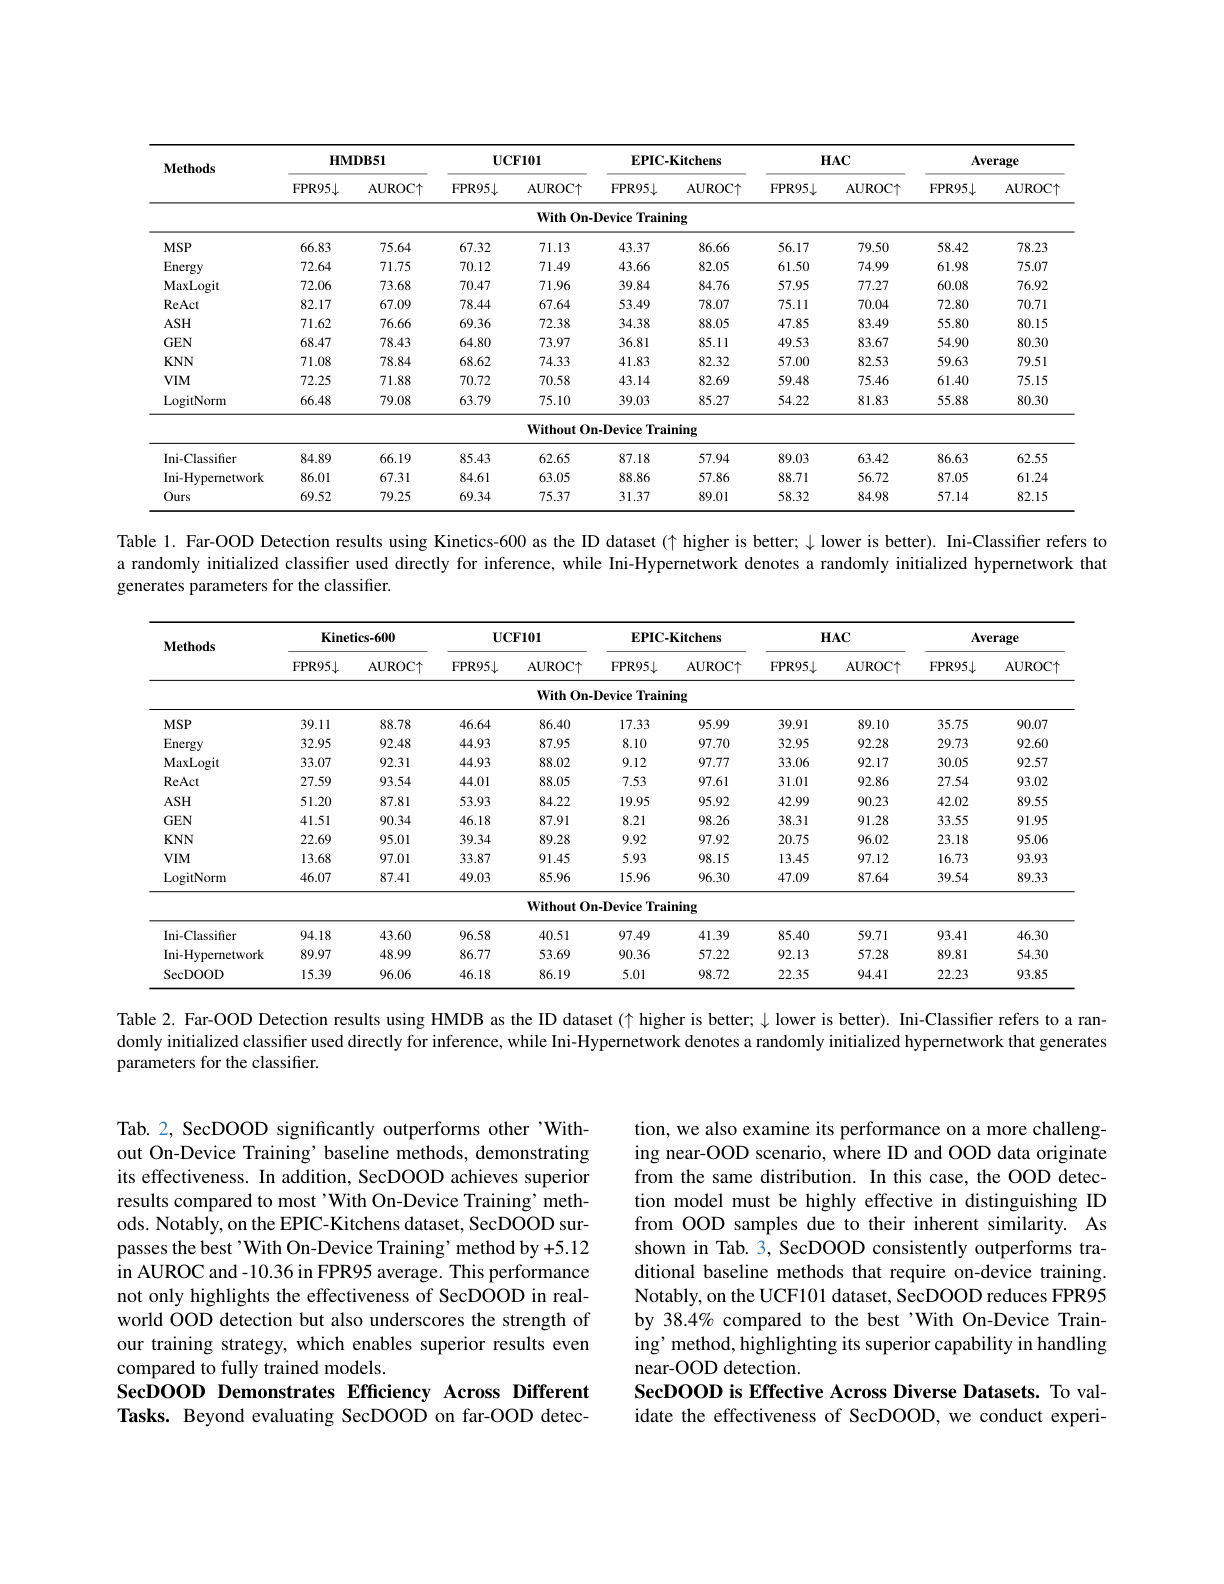 Methods HMDB51 UCF101 EPIC-Kitchens HAC Average
FPR95↓ AUROC↑ FPR95↓ AUROC↑ FPR95↓ AUROC↑ FPR95↓ AUROC↑ FPR95↓ AUROC↑
With On-Device Training
MSP 66.83 75.64 67.32 71.13 43.37 86.66 56.17 79.50 58.42 78.23
Energy 72.64 71.75 70.12 71.49 43.66 82.05 61.50 74.99 61.98 75.07
MaxLogit 72.06 73.68 70.47 71.96 39.84 84.76 57.95 77.27 60.08 76.92
ReAct 82.17 67.09 78.44 67.64 53.49 78.07 75.11 70.04 72.80 70.71
ASH 71.62 76.66 69.36 72.38 34.38 88.05 47.85 83.49 55.80 80.15
GEN 68.47 78.43 64.80 73.97 36.81 85.11 49.53 83.67 54.90 80.30
KNN 71.08 78.84 68.62 74.33 41.83 82.32 57.00 82.53 59.63 79.51
VIM 72.25 71.88 70.72 70.58 43.14 82.69 59.48 75.46 61.40 75.15
LogitNorm 66.48 79.08 63.79 75.10 39.03 85.27 54.22 81.83 55.88 80.30
Without On-Device Training
Ini-Classifier 84.89 66.19 85.43 62.65 87.18 57.94 89.03 63.42 86.63 62.55
Ini-Hypernetwork 86.01 67.31 84.61 63.05 88.86 57.86 88.71 56.72 87.05 61.24
Ours 69.52 79.25 69.34 75.37 31.37 89.01 58.32 84.98 57.14 82.15
Table 1. Far-OOD Detection results using Kinetics-600 as the ID dataset (↑ higher is better; ↓ lower is better). Ini-Classifier refers to
a randomly initialized classifier used directly for inference, while Ini-Hypernetwork denotes a randomly initialized hypernetwork that
generates parameters for the classifier.
Methods Kinetics-600 UCF101 EPIC-Kitchens HAC Average
FPR95↓ AUROC↑ FPR95↓ AUROC↑ FPR95↓ AUROC↑ FPR95↓ AUROC↑ FPR95↓ AUROC↑
With On-Device Training
MSP 39.11 88.78 46.64 86.40 17.33 95.99 39.91 89.10 35.75 90.07
Energy 32.95 92.48 44.93 87.95 8.10 97.70 32.95 92.28 29.73 92.60
MaxLogit 33.07 92.31 44.93 88.02 9.12 97.77 33.06 92.17 30.05 92.57
ReAct 27.59 93.54 44.01 88.05 7.53 97.61 31.01 92.86 27.54 93.02
ASH 51.20 87.81 53.93 84.22 19.95 95.92 42.99 90.23 42.02 89.55
GEN 41.51 90.34 46.18 87.91 8.21 98.26 38.31 91.28 33.55 91.95
KNN 22.69 95.01 39.34 89.28 9.92 97.92 20.75 96.02 23.18 95.06
VIM 13.68 97.01 33.87 91.45 5.93 98.15 13.45 97.12 16.73 93.93
LogitNorm 46.07 87.41 49.03 85.96 15.96 96.30 47.09 87.64 39.54 89.33
Without On-Device Training
Ini-Classifier 94.18 43.60 96.58 40.51 97.49 41.39 85.40 59.71 93.41 46.30
Ini-Hypernetwork 89.97 48.99 86.77 53.69 90.36 57.22 92.13 57.28 89.81 54.30
SecDOOD 15.39 96.06 46.18 86.19 5.01 98.72 22.35 94.41 22.23 93.85
Table 2. Far-OOD Detection results using HMDB as the ID dataset (↑ higher is better; ↓ lower is better). Ini-Classifier refers to a ran-
domly initialized classifier used directly for inference, while Ini-Hypernetwork denotes a randomly initialized hypernetwork that generates
parameters for the classifier.
Tab. 2, SecDOOD significantly outperforms other ’With-
out On-Device Training’ baseline methods, demonstrating
its effectiveness. In addition, SecDOOD achieves superior
results compared to most ’With On-Device Training’ meth-
ods. Notably, on the EPIC-Kitchens dataset, SecDOOD sur-
passes the best ’With On-Device Training’ method by +5.12
in AUROC and -10.36 in FPR95 average. This performance
not only highlights the effectiveness of SecDOOD in real-
world OOD detection but also underscores the strength of
our training strategy, which enables superior results even
compared to fully trained models.
SecDOOD Demonstrates Efficiency Across Different
Tasks. Beyond evaluating SecDOOD on far-OOD detec-
tion, we also examine its performance on a more challeng-
ing near-OOD scenario, where ID and OOD data originate
from the same distribution. In this case, the OOD detec-
tion model must be highly effective in distinguishing ID
from OOD samples due to their inherent similarity. As
shown in Tab. 3, SecDOOD consistently outperforms tra-
ditional baseline methods that require on-device training.
Notably, on the UCF101 dataset, SecDOOD reduces FPR95
by 38.4% compared to the best ’With On-Device Train-
ing’ method, highlighting its superior capability in handling
near-OOD detection.
SecDOOD is Effective Across Diverse Datasets. To val-
idate the effectiveness of SecDOOD, we conduct experi-